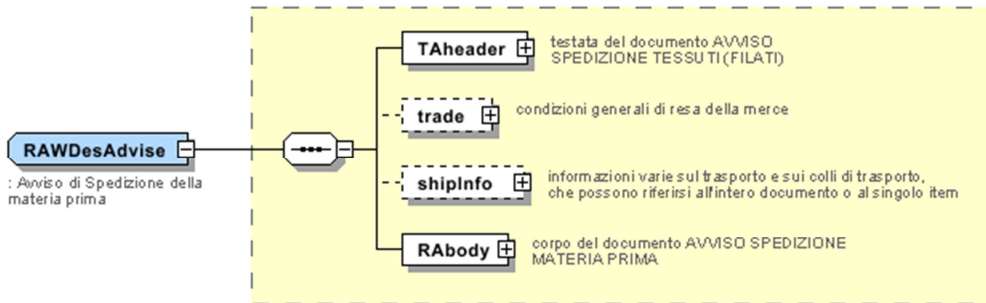 TAheader
testata del documento AVVISO
SPEDIZIONE TESSUTI (FILATI)
trade
condizioni generali di resa della merce
RAWDesAdvise
: Avviso di Spedizione della
materia prima
shipInfo
informazioni varie sul trasporto e sui colli di trasporto,
che possono riferirsi all'intero documento o al singolo item
RAbody
corpo del documento AVVISO SPEDIZIONE
MATERIA PRIMA